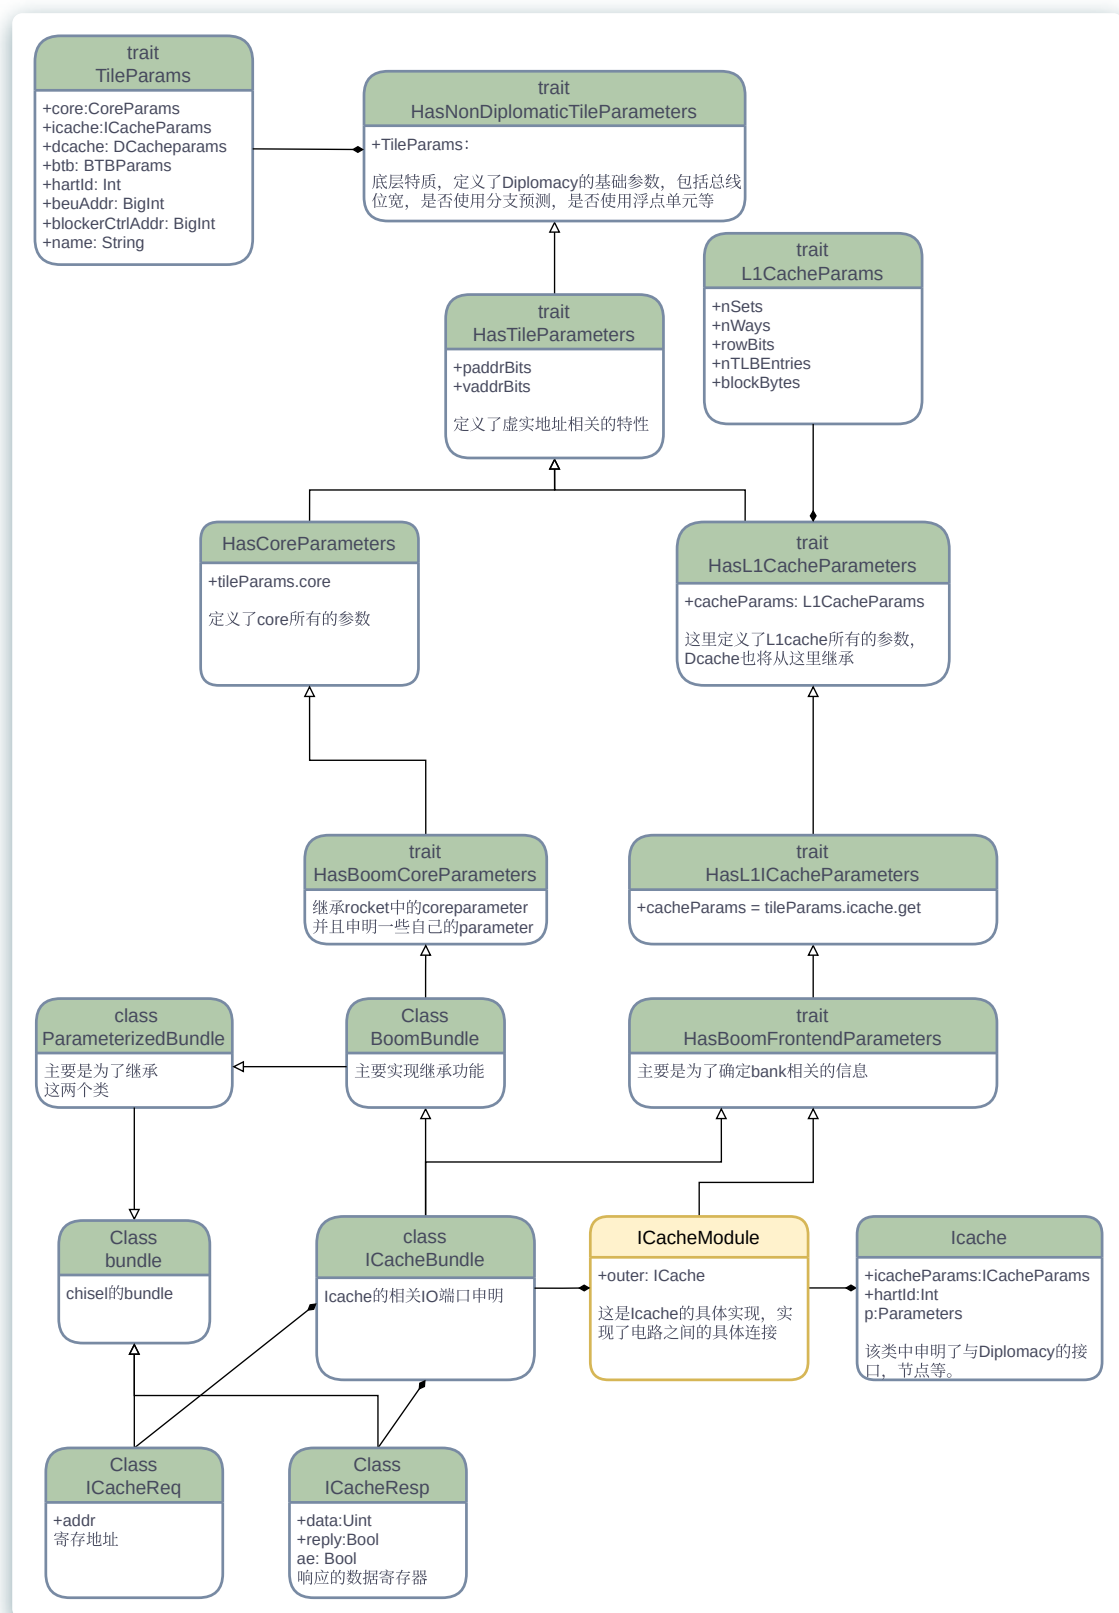 trait
TileParams
+core:CoreParams
+icache:ICacheParams
+dcache: DCacheparams
+btb: BTBParams
+hartId: Int
+beuAddr: BigInt
+blockerCtrlAddr: BigInt
+name: String
trait
HasNonDiplomaticTileParameters
+TileParams：
底层特质，定义了Diplomacy的基础参数，包括总线
位宽，是否使用分支预测，是否使用浮点单元等
trait
L1CacheParams
+nSets
+nWays
+rowBits
+nTLBEntries
+blockBytes
trait
HasTileParameters
+paddrBits
+vaddrBits
定义了虚实地址相关的特性
HasCoreParameters
+tileParams.core
定义了core所有的参数
trait
HasL1CacheParameters
+cacheParams: L1CacheParams
这里定义了L1cache所有的参数，
Dcache也将从这里继承
trait
HasBoomCoreParameters
继承rocket中的coreparameter
并且申明一些自己的parameter
trait
HasL1ICacheParameters
+cacheParams = tileParams.icache.get
class
ParameterizedBundle
主要是为了继承
这两个类
Class
BoomBundle
主要实现继承功能
trait
HasBoomFrontendParameters
主要是为了确定bank相关的信息
Class
bundle
chisel的bundle
class
ICacheBundle
Icache的相关IO端口申明
ICacheModule
+outer: ICache
这是Icache的具体实现，实
现了电路之间的具体连接
Icache
+icacheParams:ICacheParams
+hartId:Int
p:Parameters
该类中申明了与Diplomacy的接
口，节点等。
Class
ICacheReq
+addr
寄存地址
Class
ICacheResp
+data:Uint
+reply:Bool
ae: Bool
响应的数据寄存器